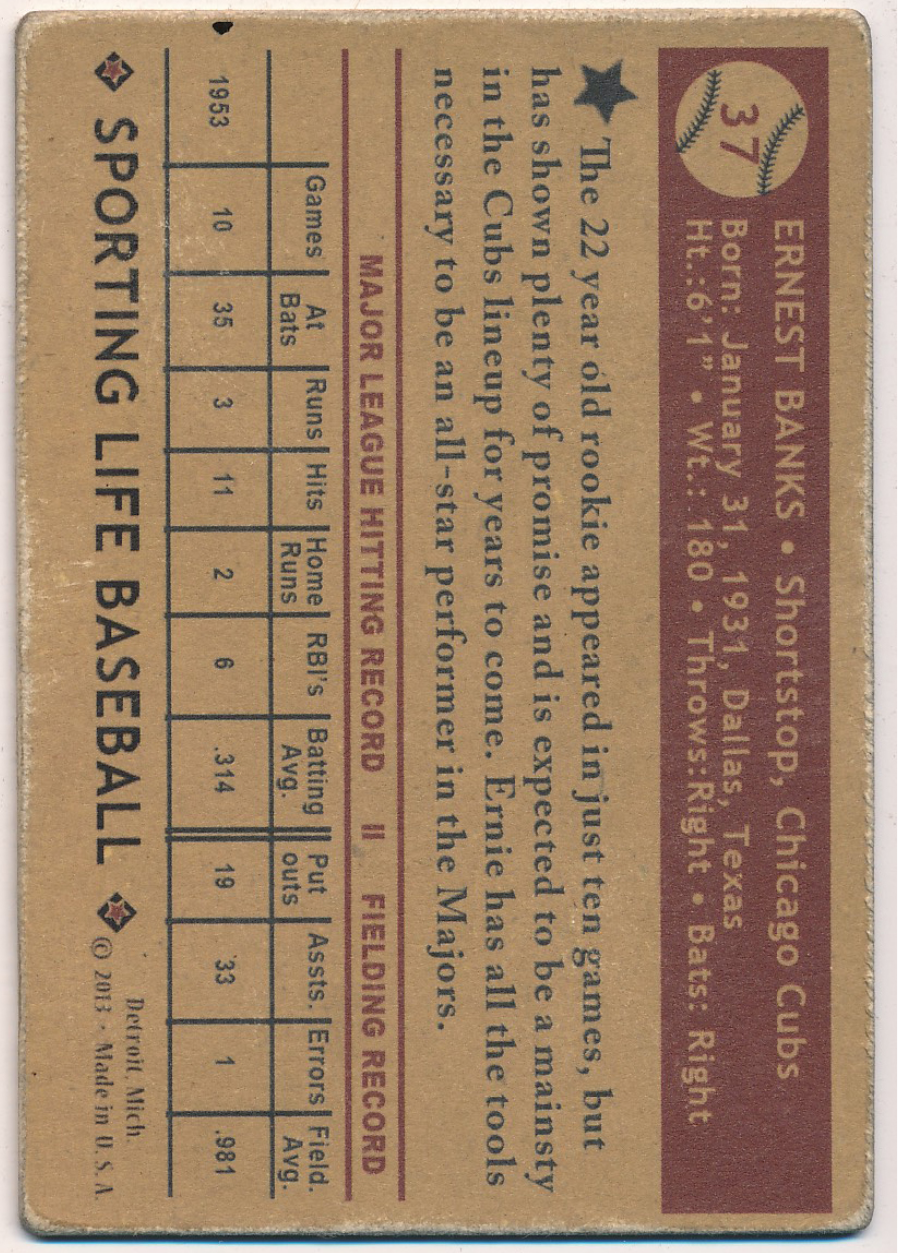 37
ERNEST BANKS • Shortstop, Chicago Cubs
Born: January 31, 1931, Dallas, Texas
Ht.:6'1” • Wt.: 180 • Throws:Right • Bats: Right
The 22 year old rookie appeared in just ten games, but
has shown plenty of promise and is expected to be a mainsty
in the Cubs lineup for years to come. Ernie has all the tools
necessary to be an all-star performer in the Majors.
MAJOR LEAGUE HITTING RECORD II FIELDING RECORD
Games At Bats Runs Hits Home Runs RBI's Batting Avg. Put outs Assts. Errors Field. Avg.
1953 10 35 3 11 2 6 .314 19 33 1 .981
SPORTING LIFE BASEBALL
Detroit, Mich.
© 2013 • Made in U. S. A.